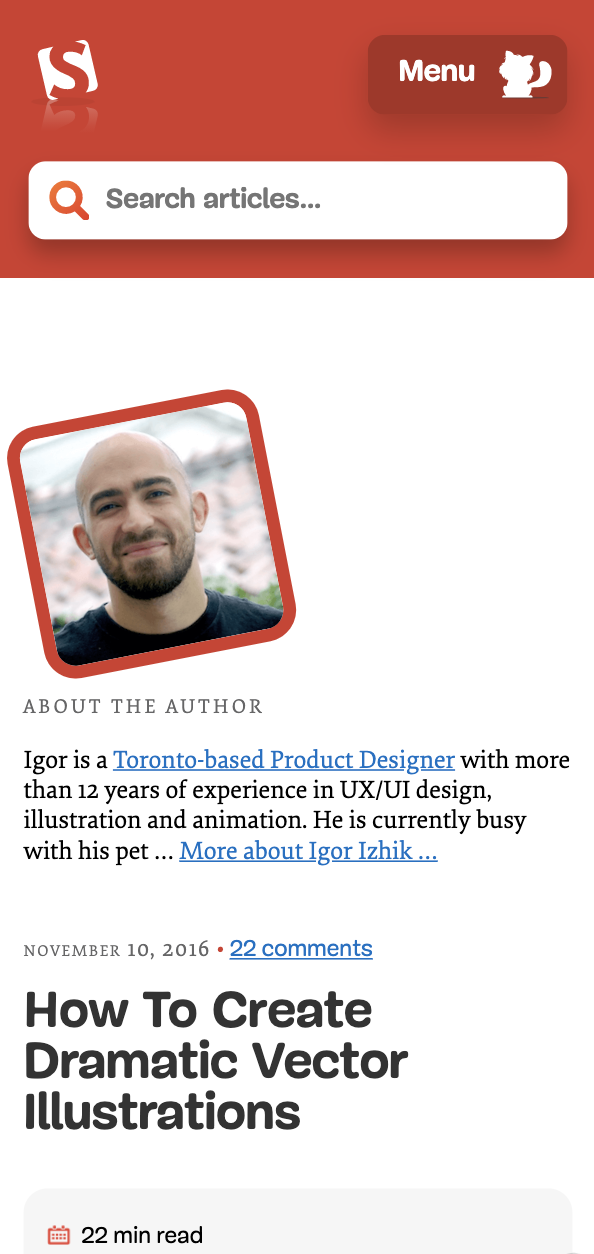 Menu
Search articles...
ABOUT THE AUTHOR
Igor is a Toronto-based Product Designer with more
than 12 years of experience in UX/UI design,
illustration and animation. He is currently busy
with his pet … More about Igor Izhik …
NOVEMBER 10, 2016 • 22 comments
How To Create
Dramatic Vector
Illustrations
22 min read